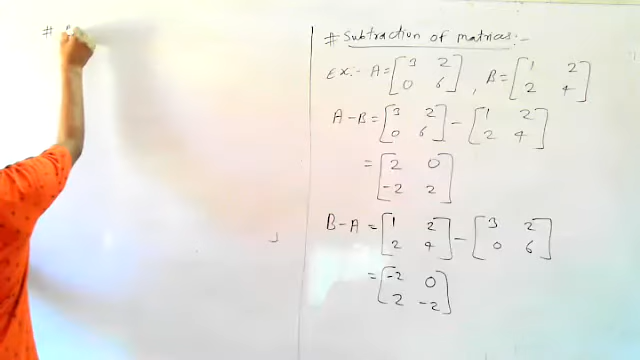 #
# Subtraction of matrices:-
Ex:- A = [3 2 , B = [1 2
0 6] 2 4]
A-B = [3 2 - [1 2
0 6] 2 4]
= [2 0
-2 2]
B-A = [1 2 - [3 2
2 4] 0 6]
= [-2 0
2 -2]